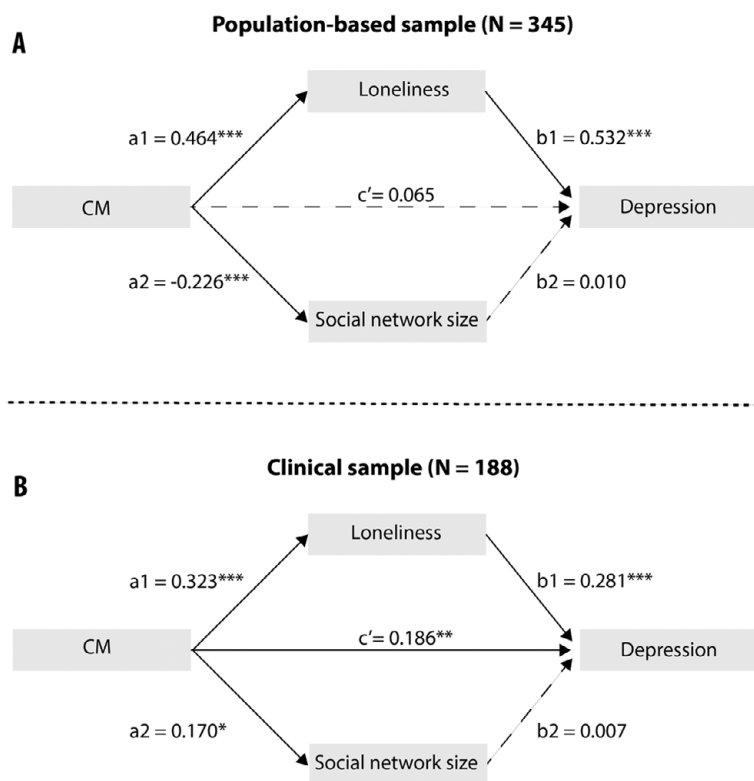 Population-based sample (N = 345)
A
Loneliness
a1 = 0.464***
b1 = 0.532***
CM
c’= 0.065
Depression
a2 = -0.226***
b2 = 0.010
Social network size
Clinical sample (N = 188)
B
Loneliness
a1 = 0.323***
b1 = 0.281***
CM
c’= 0.186**
Depression
a2 = 0.170*
b2 = 0.007
Social network size